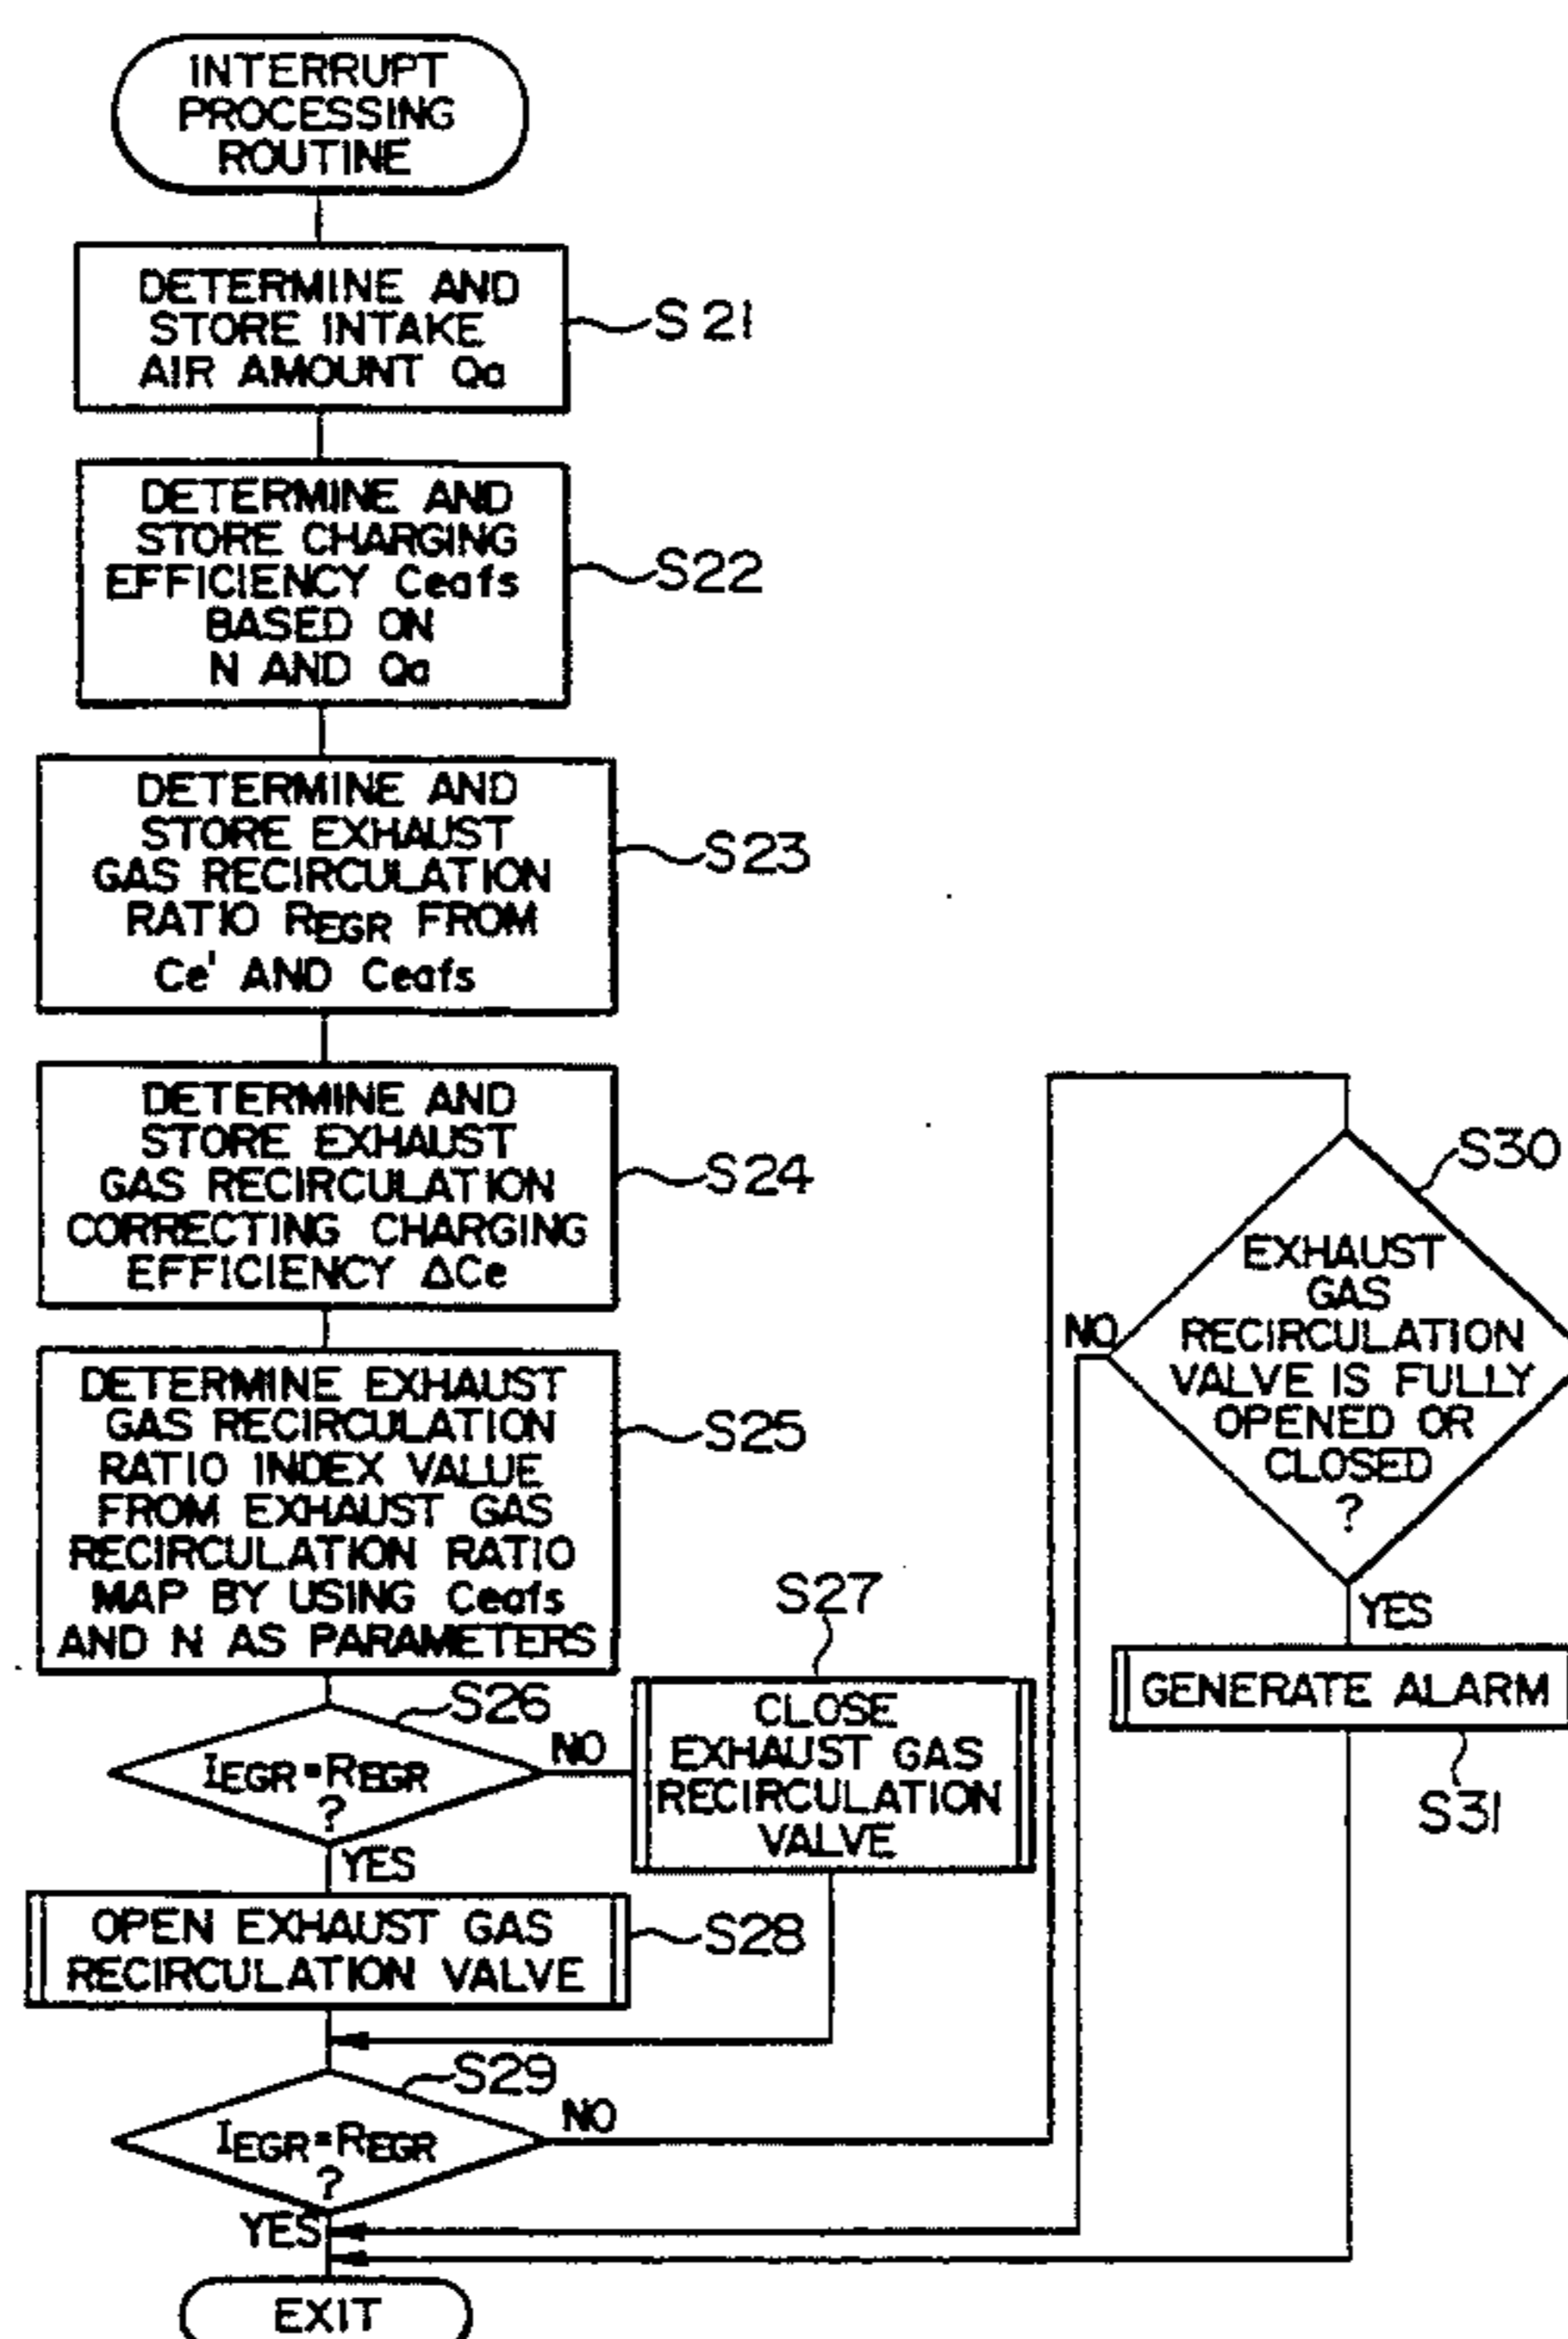 INTERRUPT
PROCESSING
ROUTINE
DETERMINE AND
STORE INTAKE
AIR AMOUNT Qa
S21
DETERMINE AND
STORE CHARGING
EFFICIENCY Ceafs
BASED ON
N AND Qa
S22
DETERMINE AND
STORE EXHAUST
GAS RECIRCULATION
RATIO REGR FROM
Ce' AND Ceafs
S23
DETERMINE AND
STORE EXHAUST
GAS RECIRCULATION
CORRECTING CHARGING
EFFICIENCY ΔCe
S24
DETERMINE EXHAUST
GAS RECIRCULATION
RATIO INDEX VALUE
FROM EXHAUST GAS
RECIRCULATION RATIO
MAP BY USING Ceafs
AND N AS PARAMETERS
S25
S26
IEGR=REGR
?
NO
YES
S27
CLOSE
EXHAUST GAS
RECIRCULATION
VALVE
OPEN EXHAUST GAS
RECIRCULATION VALVE
S28
S29
IEGR=REGR
?
NO
YES
EXIT
S30
EXHAUST
GAS
RECIRCULATION
VALVE IS FULLY
OPENED OR
CLOSED
?
NO
YES
GENERATE ALARM
S31